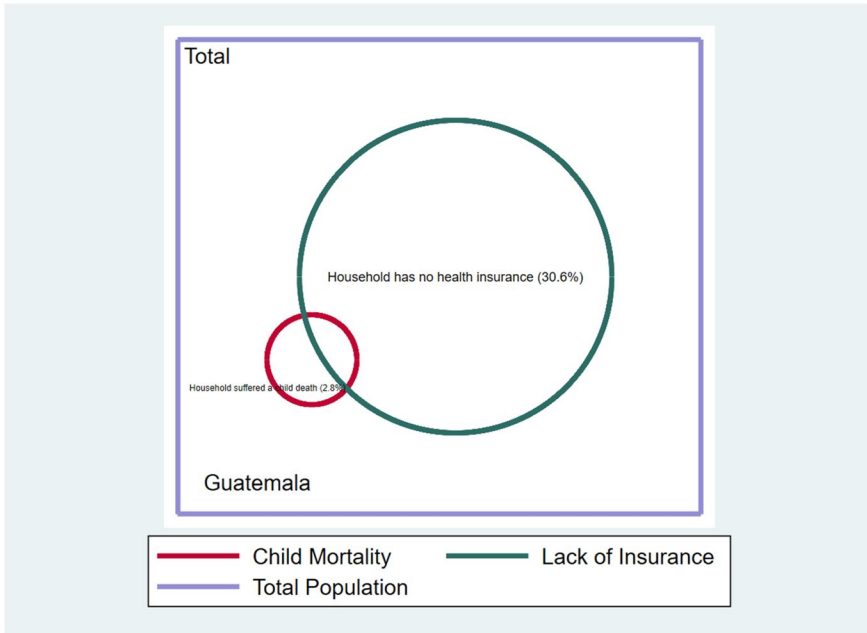 Total
Household has no health insurance (30.6%)
Household suffered a child death (2.8%)
Guatemala
Child Mortality
Lack of Insurance
Total Population